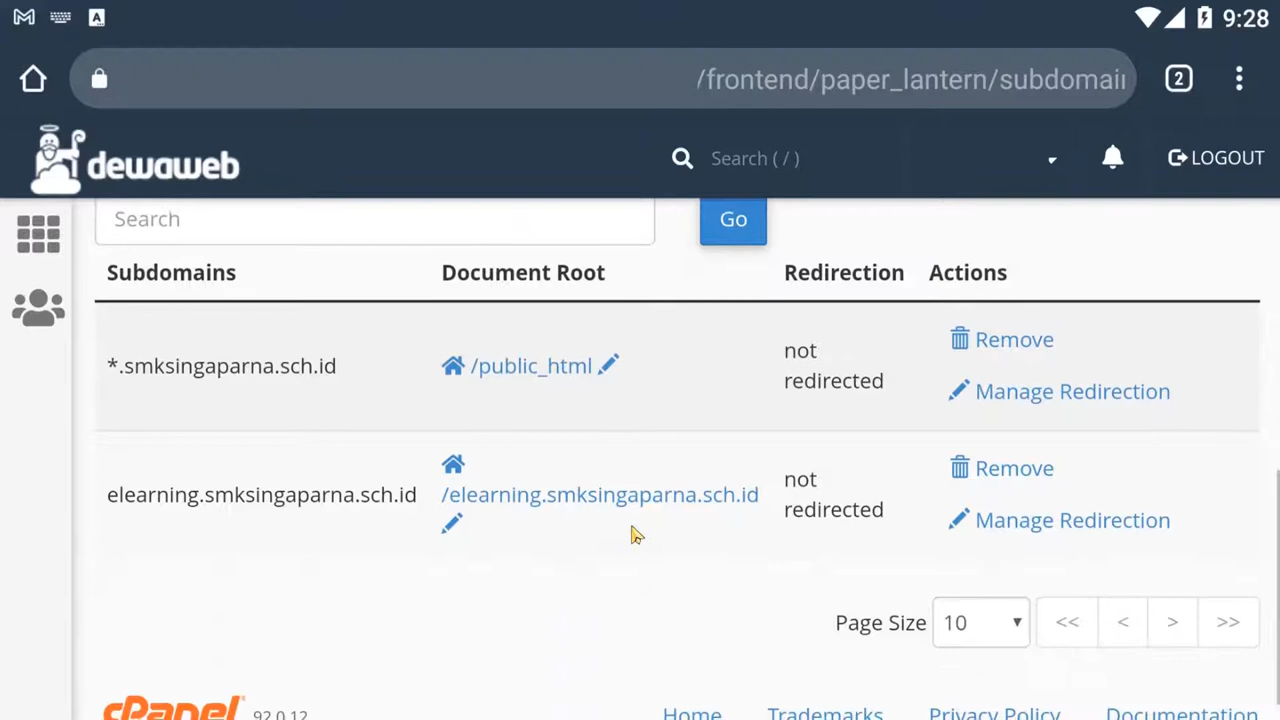 A
9:28
/frontend/paper_lantern/subdomain
2
dewaweb
Search ( / )
LOGOUT
Search
Go
Subdomains Document Root Redirection Actions
*.smksingaparna.sch.id
/public_html
not
redirected
Remove
Manage Redirection
elearning.smksingaparna.sch.id
/elearning.smksingaparna.sch.id
not
redirected
Remove
Manage Redirection
Page Size 10 << < > >>
cPanel® 92.0.12
Home Trademarks Privacy Policy Documentation